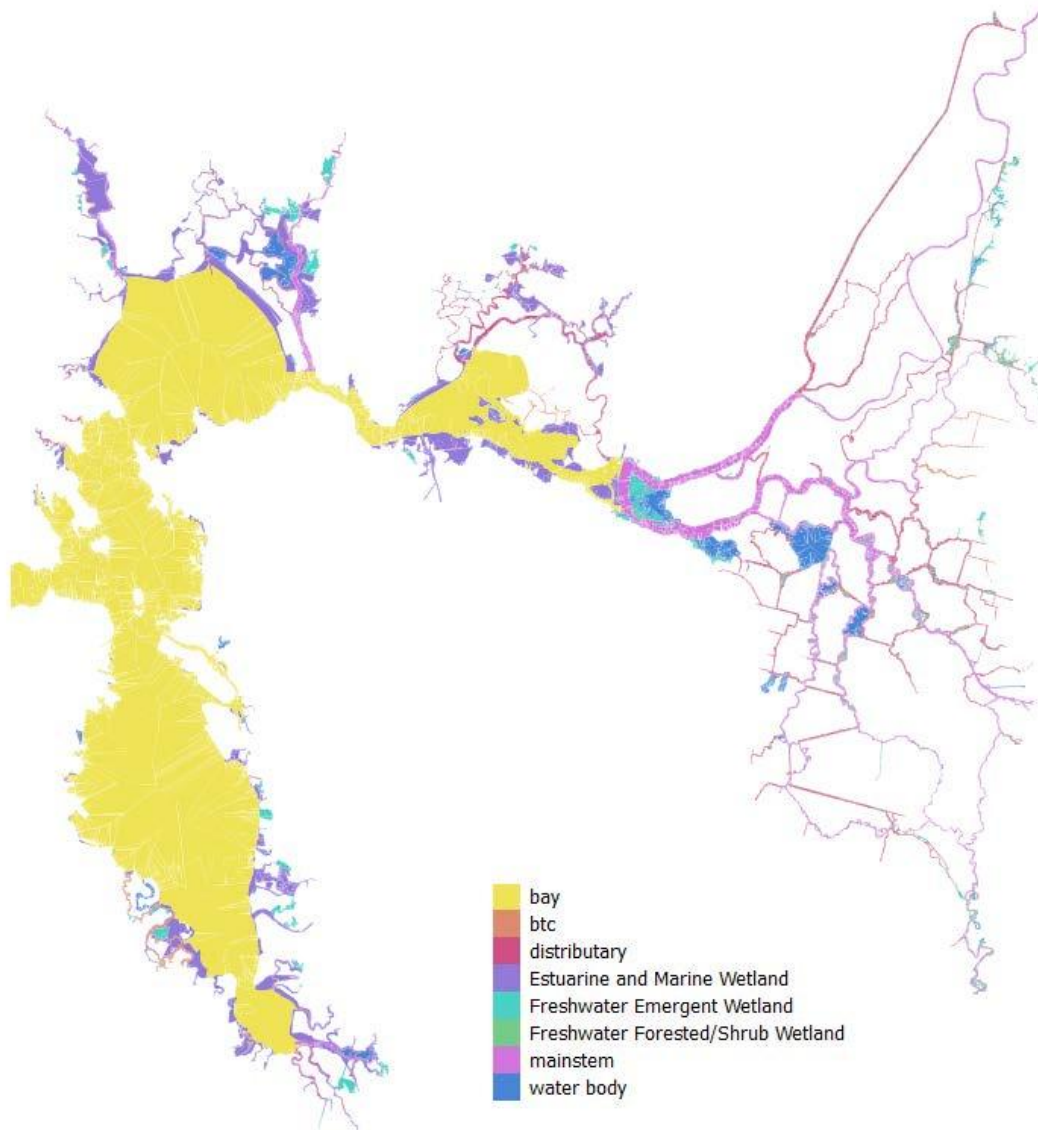 bay
btc
distributary
Estuarine and Marine Wetland
Freshwater Emergent Wetland
Freshwater Forested/Shrub Wetland
mainstem
water body